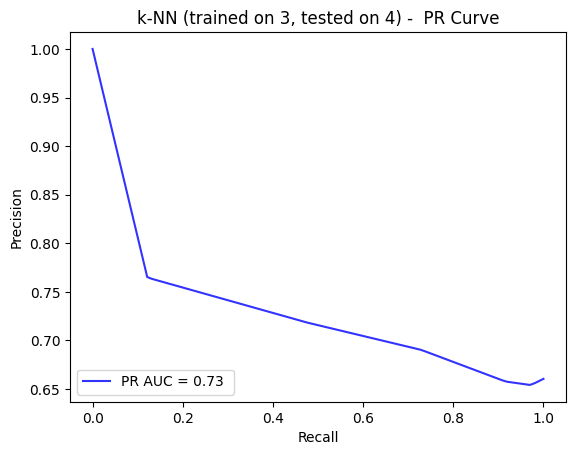 k-NN (trained on 3, tested on 4) -  PR Curve
1.00
0.95
0.90
0.85
0.80
0.75
0.70
0.65
Precision
PR AUC = 0.73
0.0 0.2 0.4 0.6 0.8 1.0
Recall